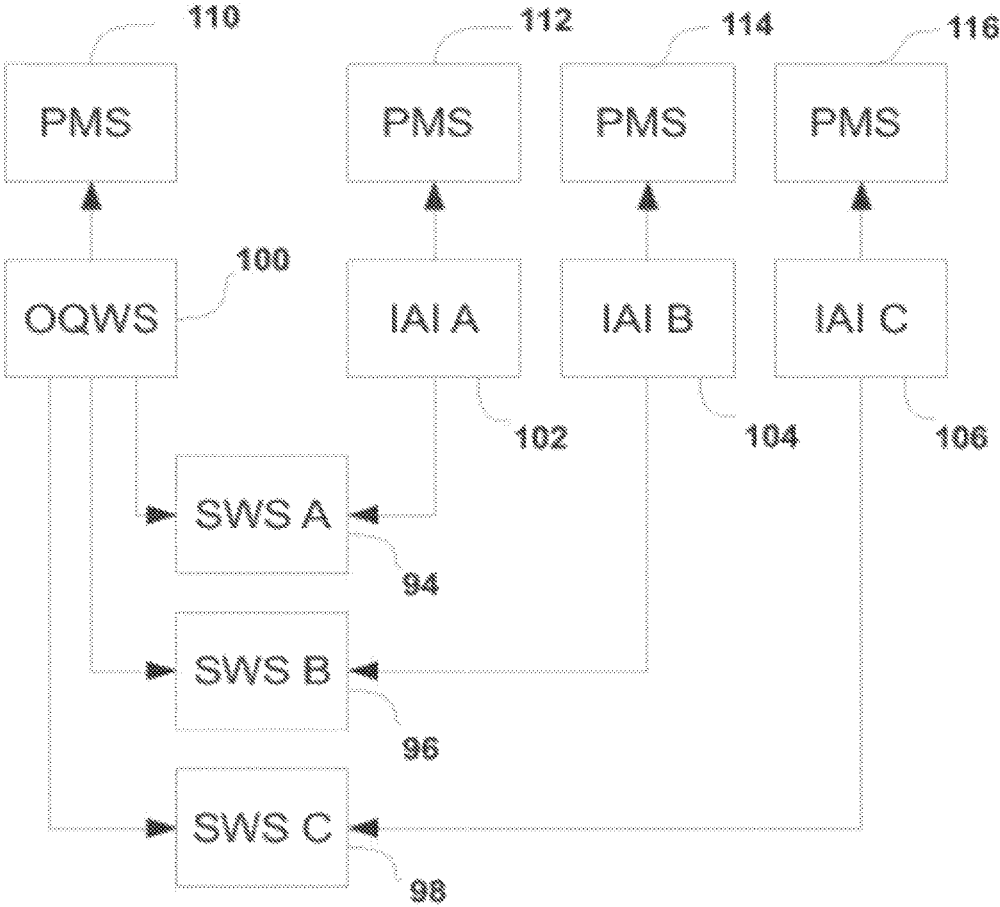 110
112
114
116
PMS
PMS
PMS
PMS
100
OQWS
IAI A
IAI B
IAI C
102
104
106
SWS A
94
SWS B
96
SWS C
98